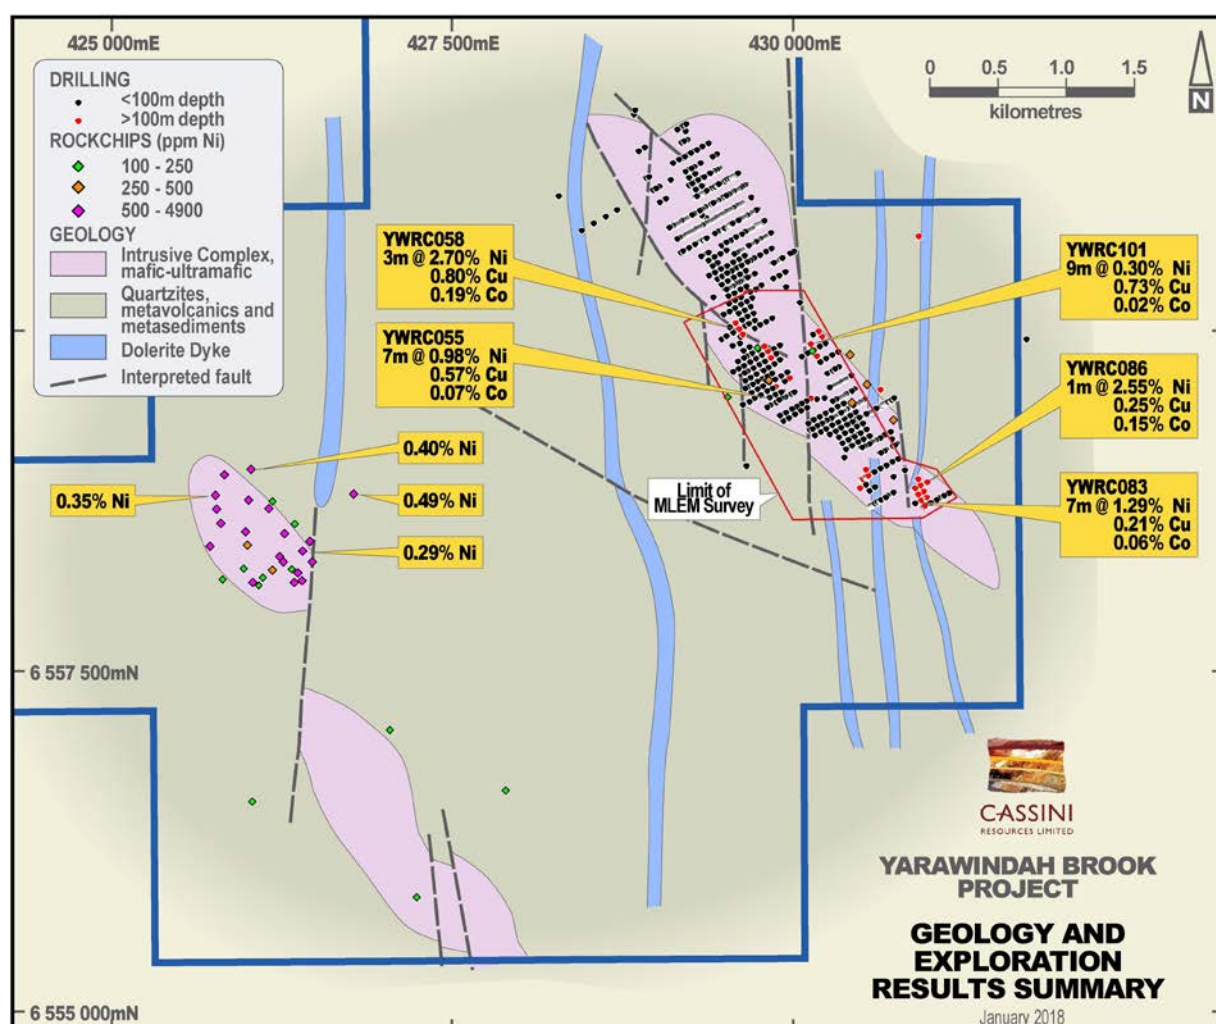 425 000mE
427 500mE
430 000mE
DRILLING
<100m depth
>100m depth
ROCKCHIPS (ppm Ni)
100 - 250
250 - 500
500 - 4900
GEOLOGY
Intrusive Complex,
mafic-ultramafic
Quartzites,
metavolcanics and
metasediments
Dolerite Dyke
Interpreted fault
0 0.5 1.0 1.5
kilometres
N
YWRC058
3m @ 2.70% Ni
0.80% Cu
0.19% Co
YWRC055
7m @ 0.98% Ni
0.57% Cu
0.07% Co
YWRC101
9m @ 0.30% Ni
0.73% Cu
0.02% Co
YWRC086
1m @ 2.55% Ni
0.25% Cu
0.15% Co
YWRC083
7m @ 1.29% Ni
0.21% Cu
0.06% Co
0.40% Ni
0.35% Ni
0.49% Ni
0.29% Ni
Limit of
MLEM Survey
6 557 500mN
6 555 000mN
CASSINI
RESOURCES LIMITED
YARAWINDAH BROOK
PROJECT
GEOLOGY AND
EXPLORATION
RESULTS SUMMARY
January 2018